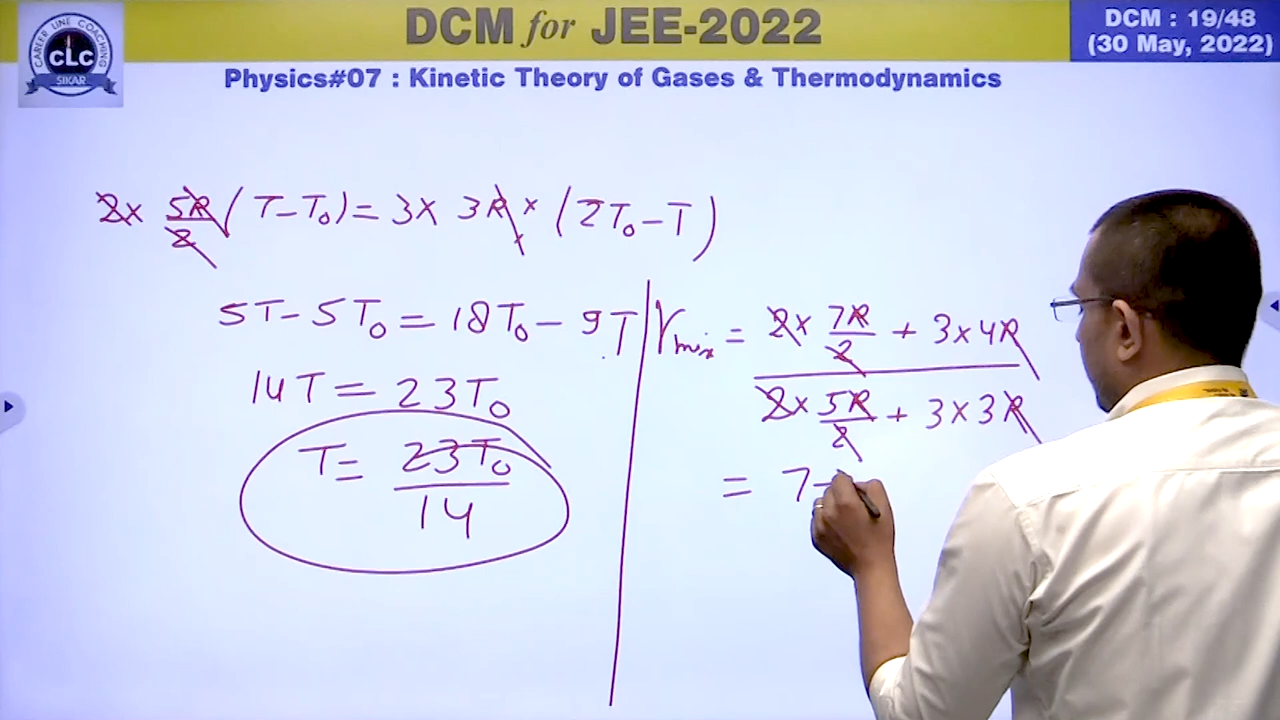 DCM for JEE-2022
DCM : 19/48
(30 May, 2022)
CAREER LINE COACHING
CLC
SIKAR
Physics#07 : Kinetic Theory of Gases & Thermodynamics
2× 5R/2 (T-T₀) = 3× 3R × (2T₀-T)
5T - 5T₀ = 18T₀ - 9T
14T = 23T₀
T = 23T₀/14
γmix = (2× 7R/2 + 3×4R)/(2× 5R/2 + 3×3R)
= 7